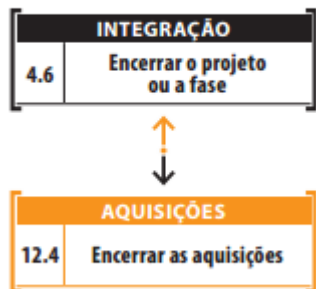 INTEGRAÇÃO
4.6
Encerrar o projeto
ou a fase
AQUISIÇÕES
12.4
Encerrar as aquisições